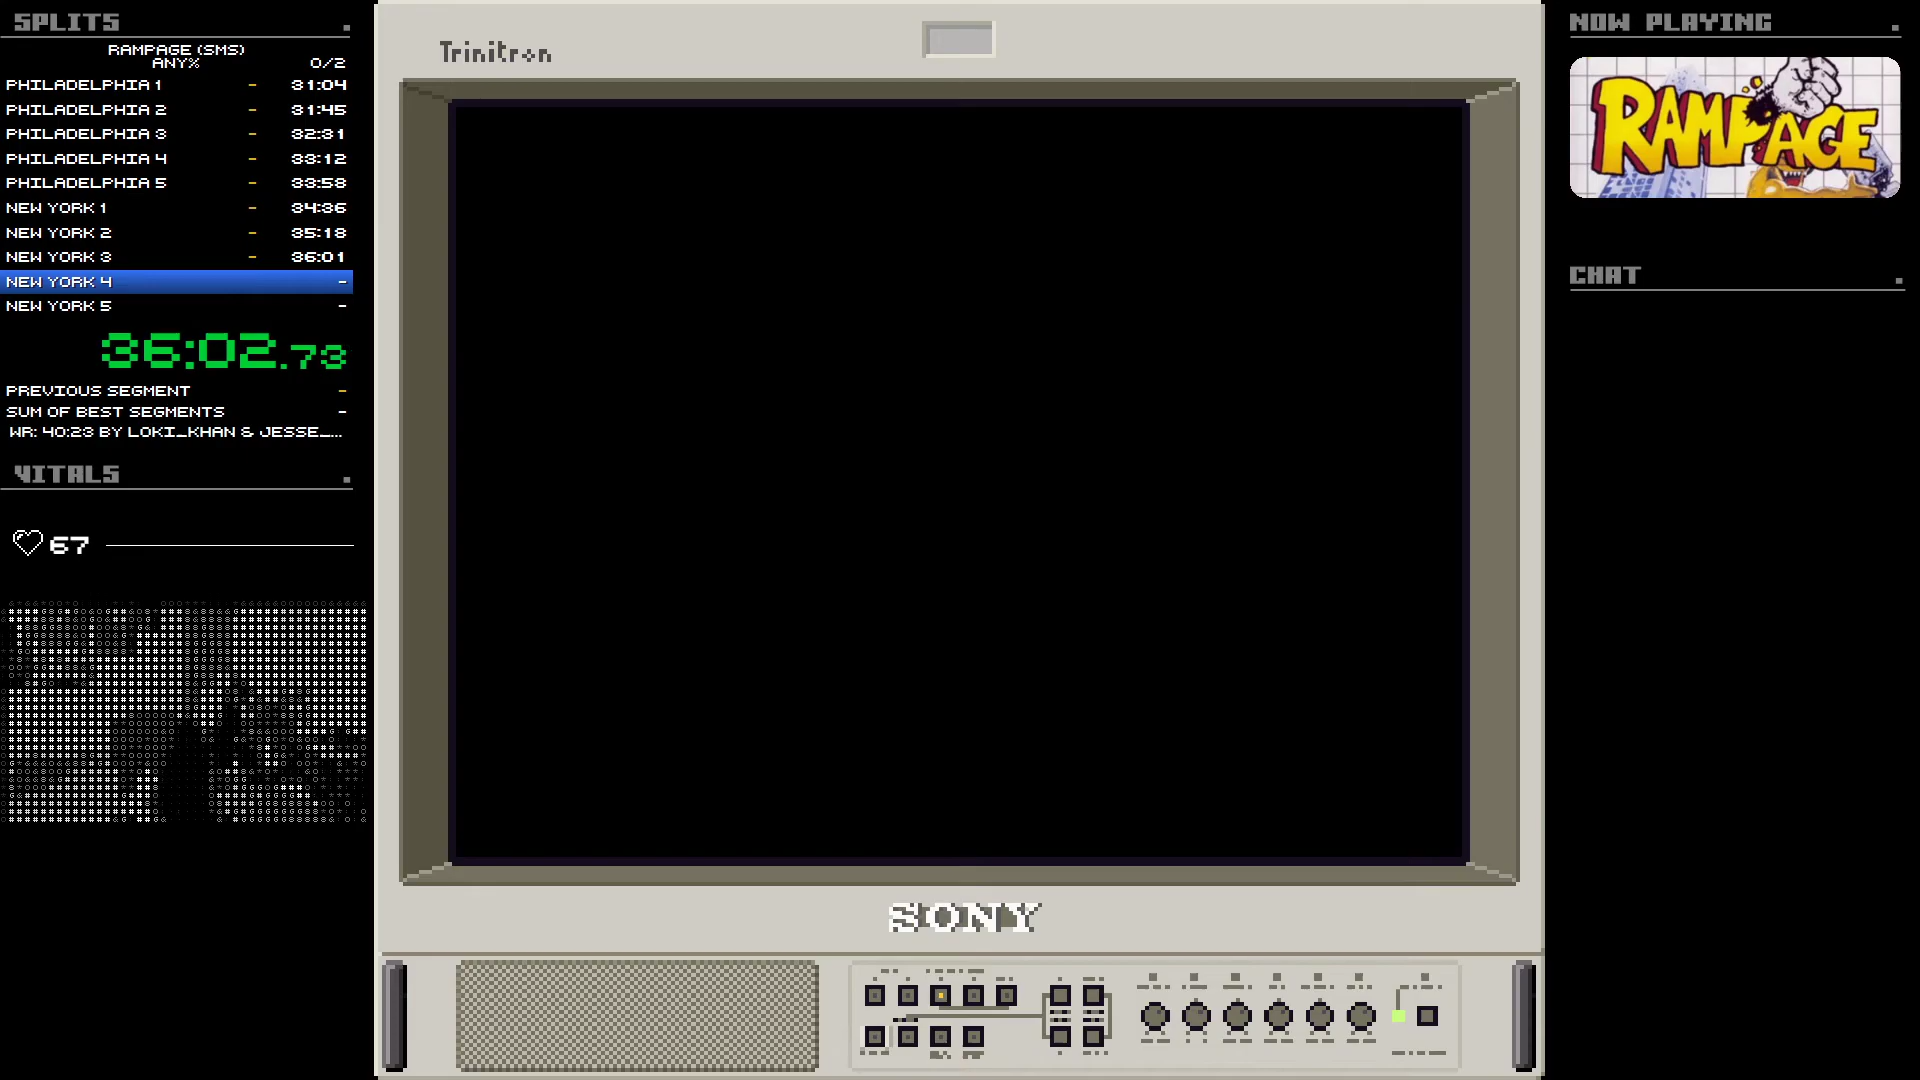 SPLITS
RAMPAGE (SMS)
ANY% 0/2
PHILADELPHIA 1 - 31:04
PHILADELPHIA 2 - 31:45
PHILADELPHIA 3 - 32:31
PHILADELPHIA 4 - 33:12
PHILADELPHIA 5 - 33:58
NEW YORK 1 - 34:36
NEW YORK 2 - 35:18
NEW YORK 3 - 36:01
NEW YORK 4 -
NEW YORK 5 -
36:02.73
PREVIOUS SEGMENT -
SUM OF BEST SEGMENTS -
WR: 40:23 BY LOKI_KHAN & JESSE_...
VITALS
67
Trinitron
SONY
NOW PLAYING
RAMPAGE
CHAT